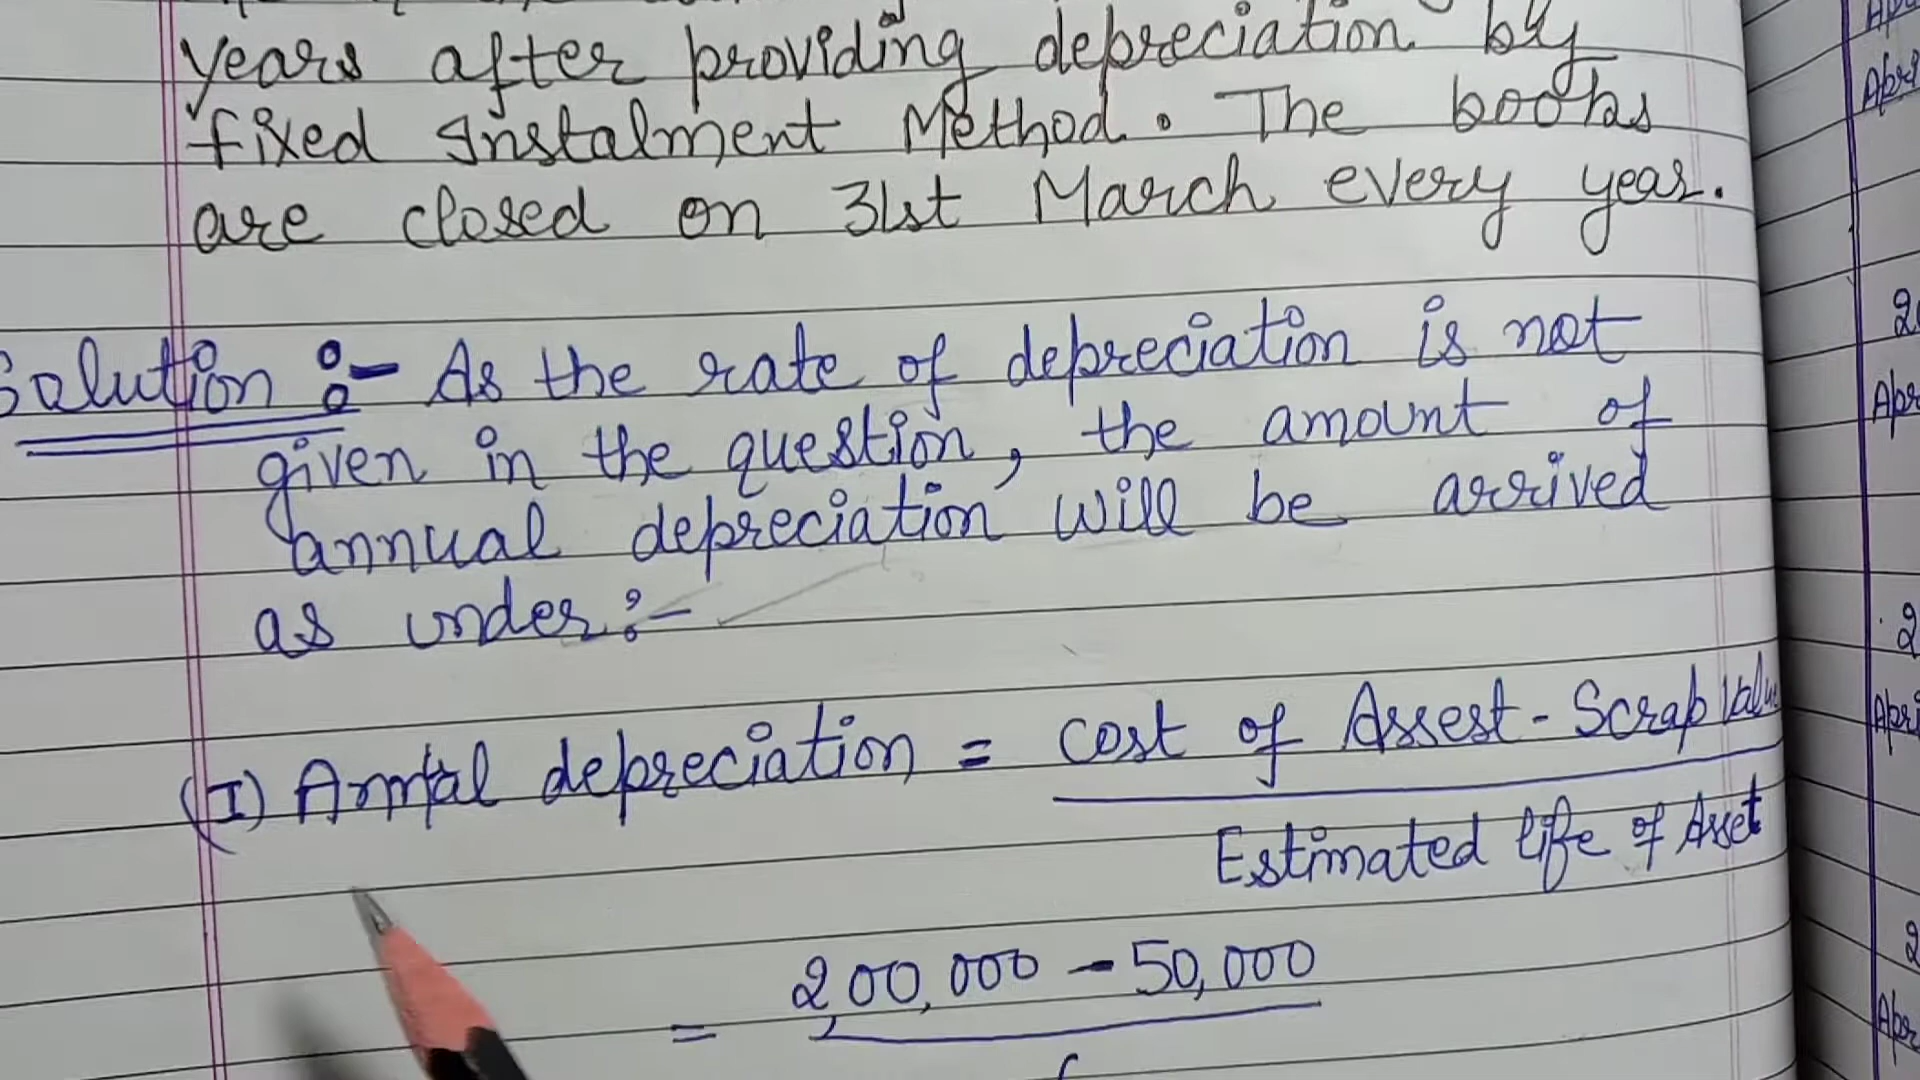 years after providing depreciation by
fixed Instalment Method. The books
are closed on 31st March every year.
Solution :- As the rate of depreciation is not
given in the question, the amount of
annual depreciation will be arrived
as under :-
(I) Annual depreciation = cost of Assest - Scrap Value
Estimated life of Asset
= 200,000 - 50,000